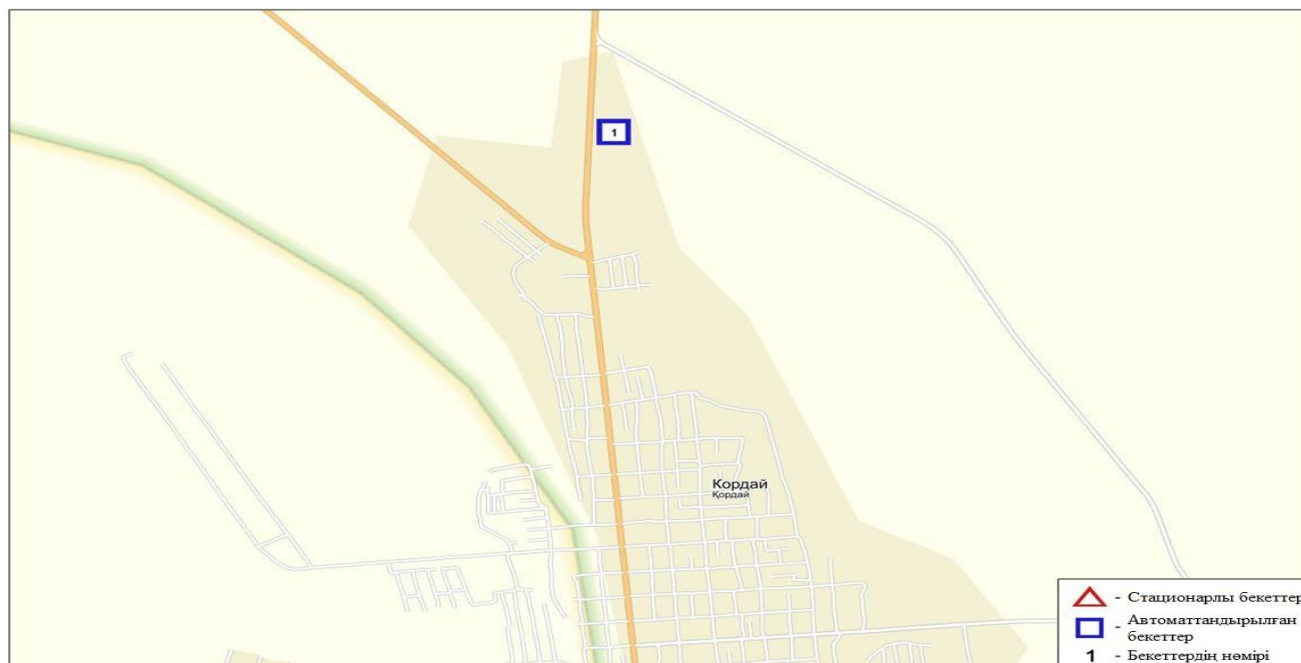 1
Кордай
Қордай
- Стационарлы бекеттер
- Автоматтандырылған
бекеттер
1 - Бекеттердің нөмірі